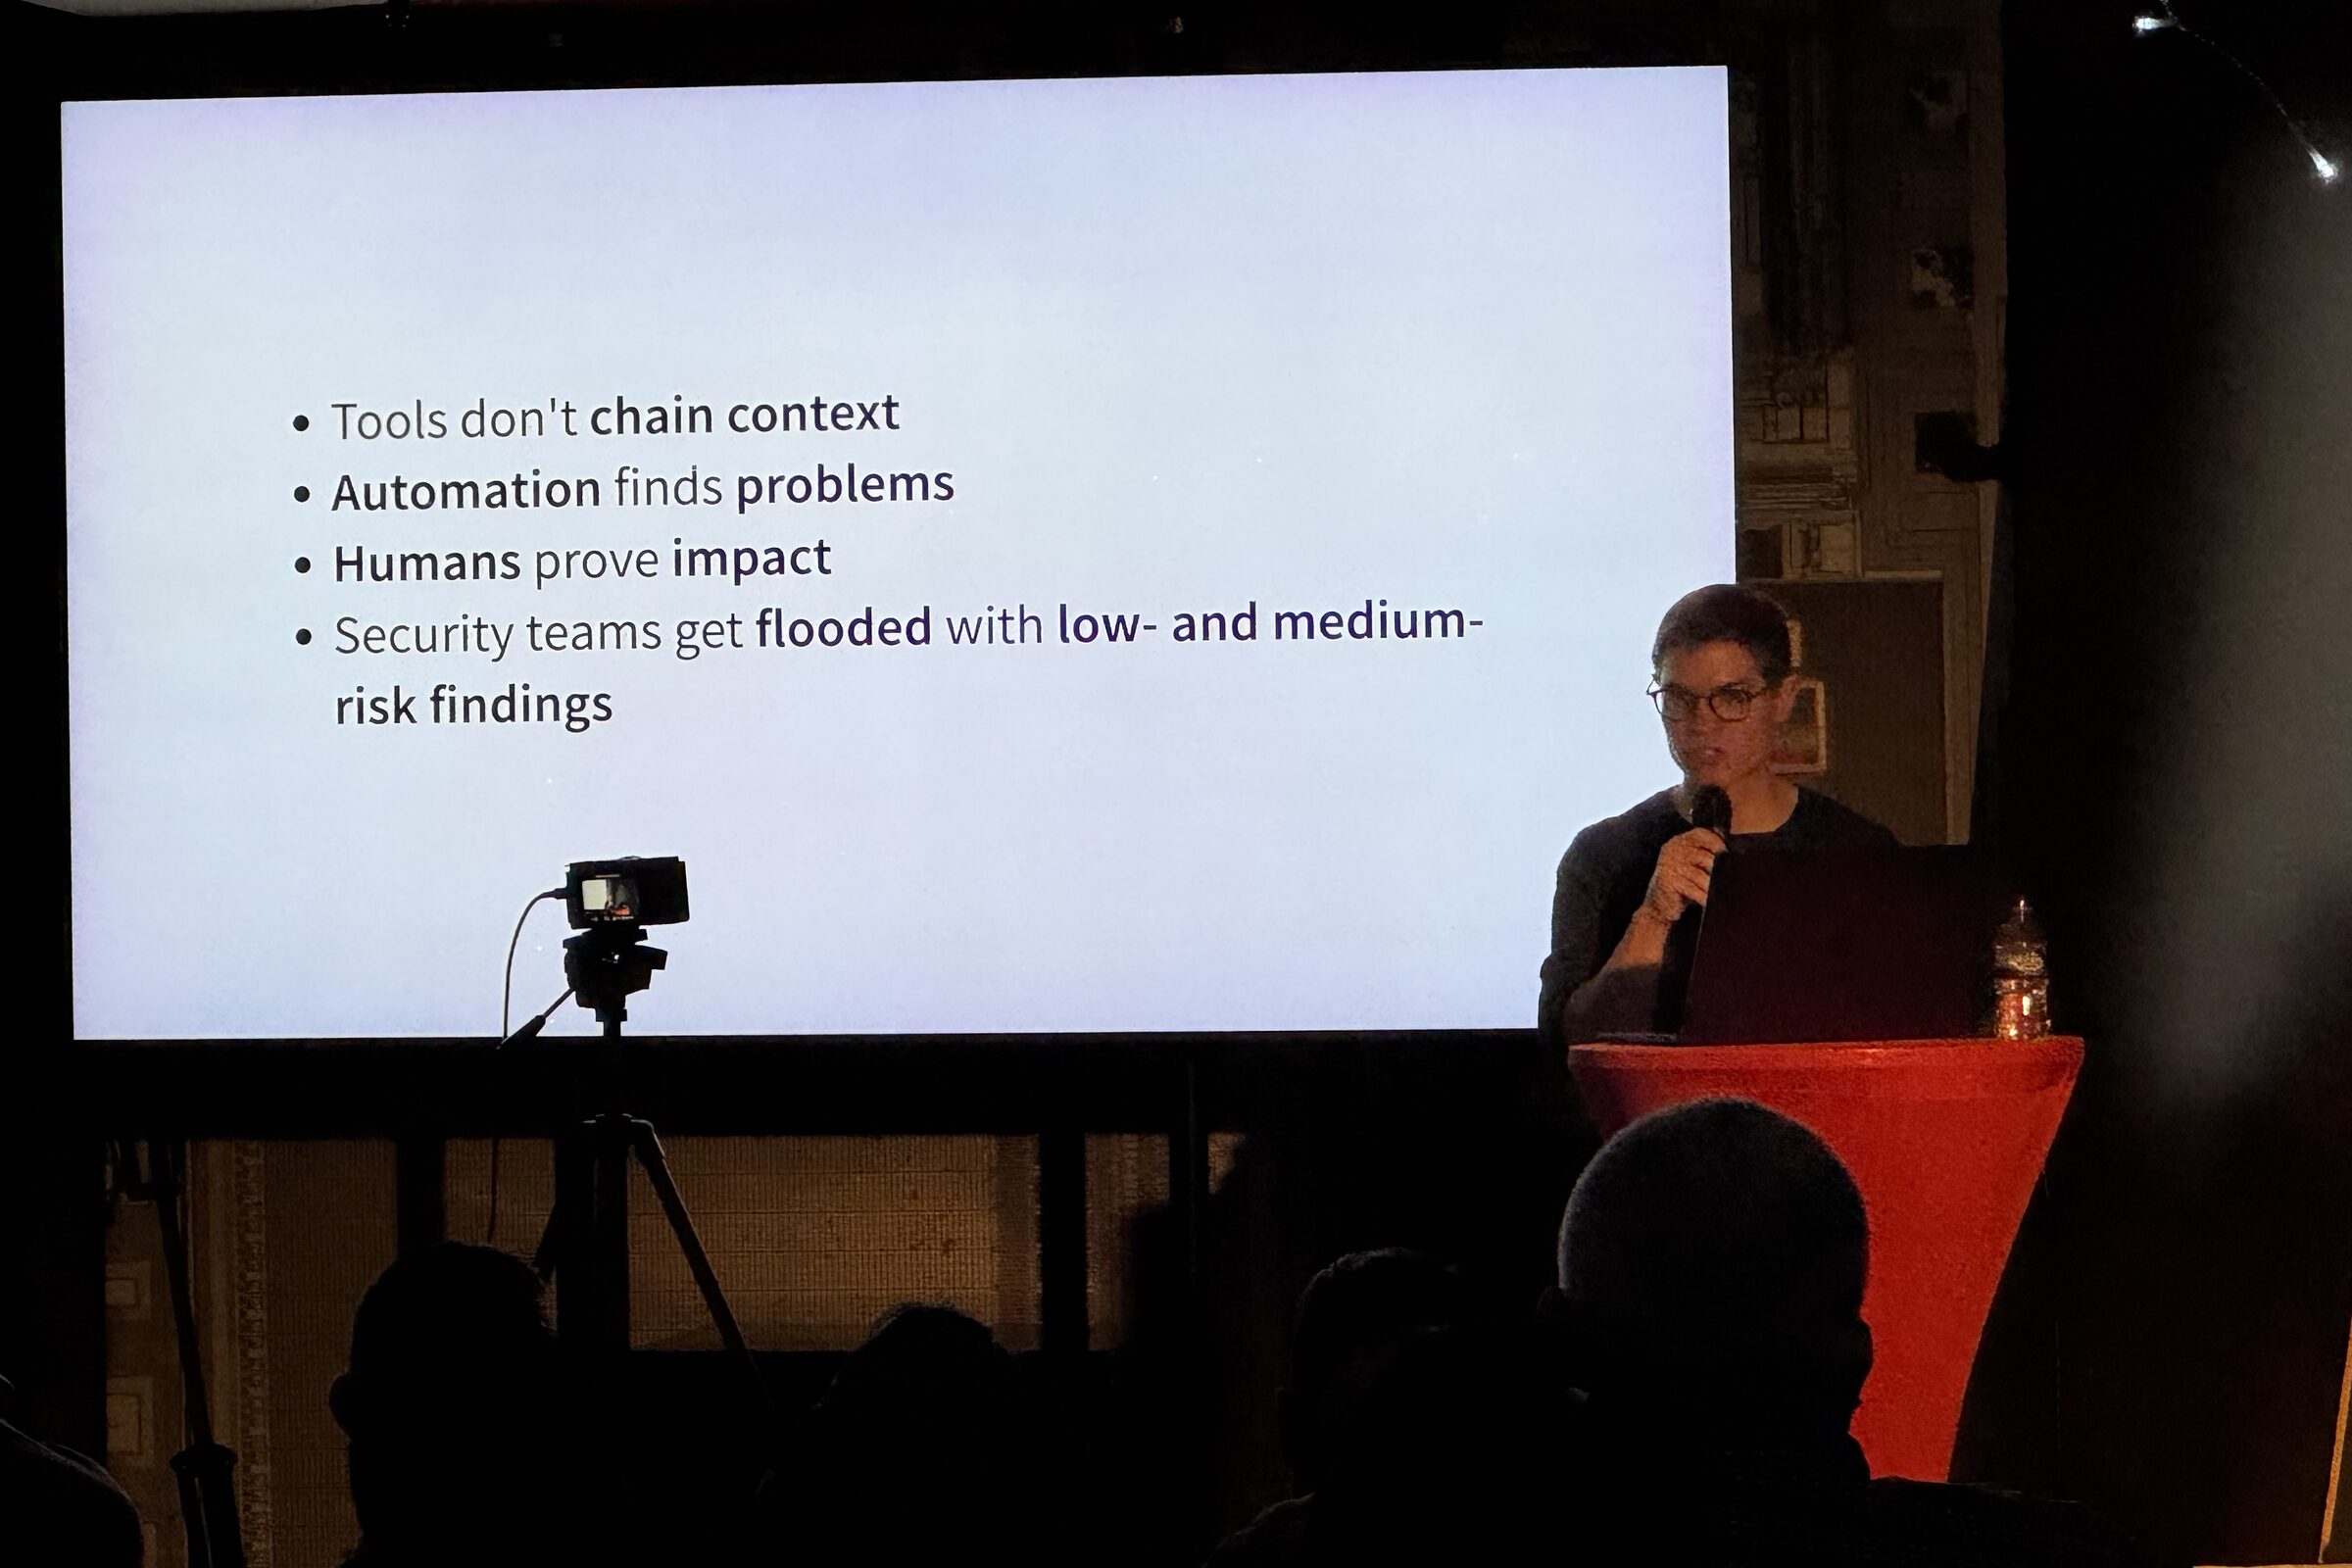 • Tools don't chain context
• Automation finds problems
• Humans prove impact
• Security teams get flooded with low- and medium-
risk findings